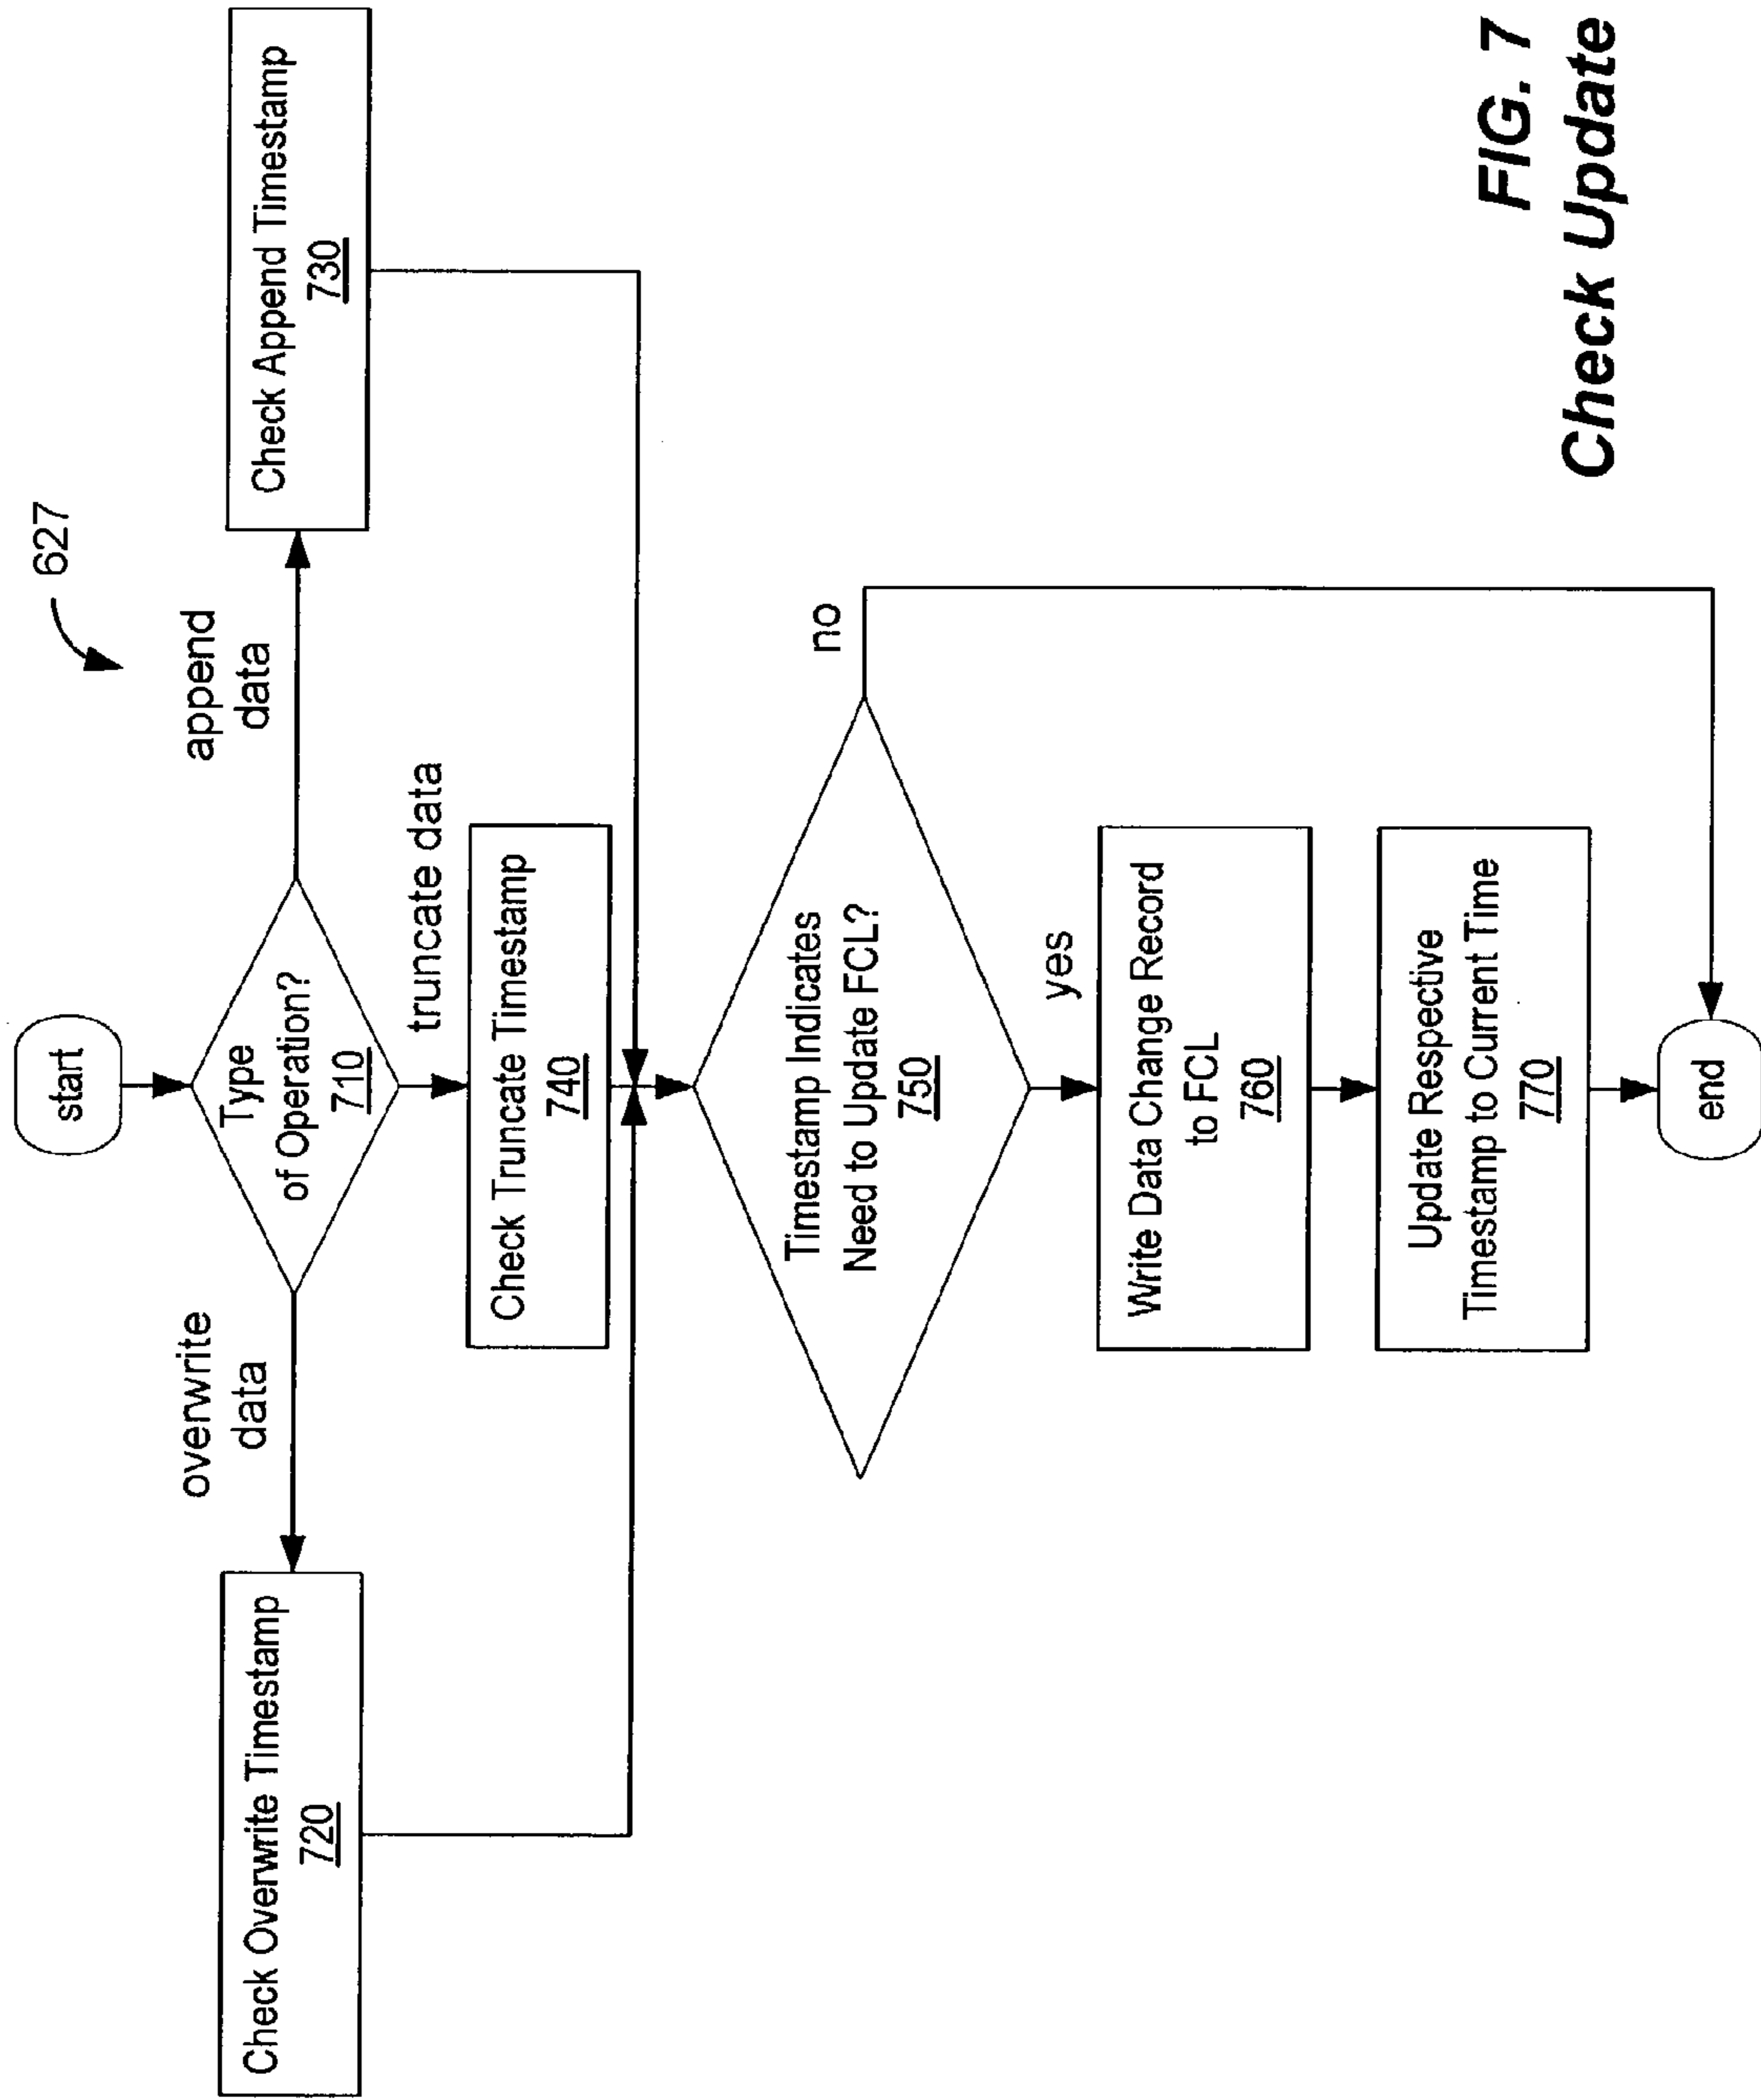 627
start
Type
of Operation?
710
overwrite
data
append
data
truncate data
Check Overwrite Timestamp
720
Check Truncate Timestamp
740
Check Append Timestamp
730
Timestamp Indicates
Need to Update FCL?
750
no
yes
Write Data Change Record
to FCL
760
Update Respective
Timestamp to Current Time
770
end
FIG. 7
Check Update